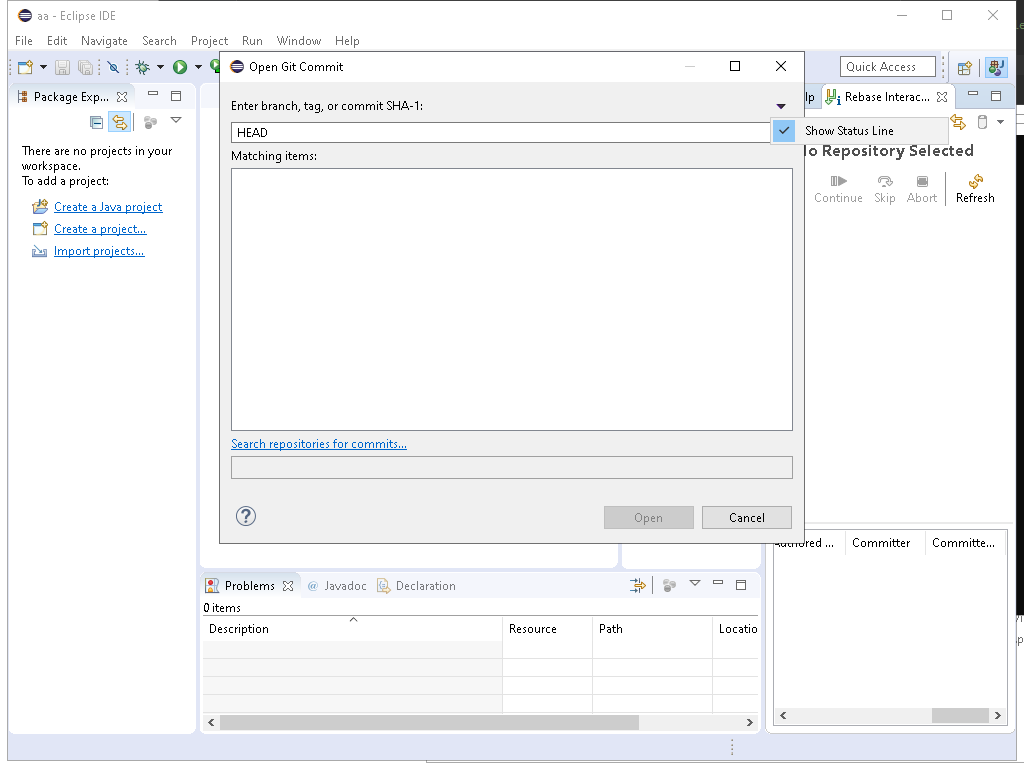 aa - Eclipse IDE
File Edit Navigate Search Project Run Window Help
Quick Access
Package Exp...
There are no projects in your
workspace.
To add a project:
Create a Java project
Create a project...
Import projects...
Open Git Commit
Enter branch, tag, or commit SHA-1:
HEAD
Show Status Line
Matching items:
Search repositories for commits...
Open Cancel
Rebase Interac...
Repository Selected
Continue Skip Abort Refresh
Committer Committe...
Problems @ Javadoc Declaration
0 items
Description Resource Path Locatio